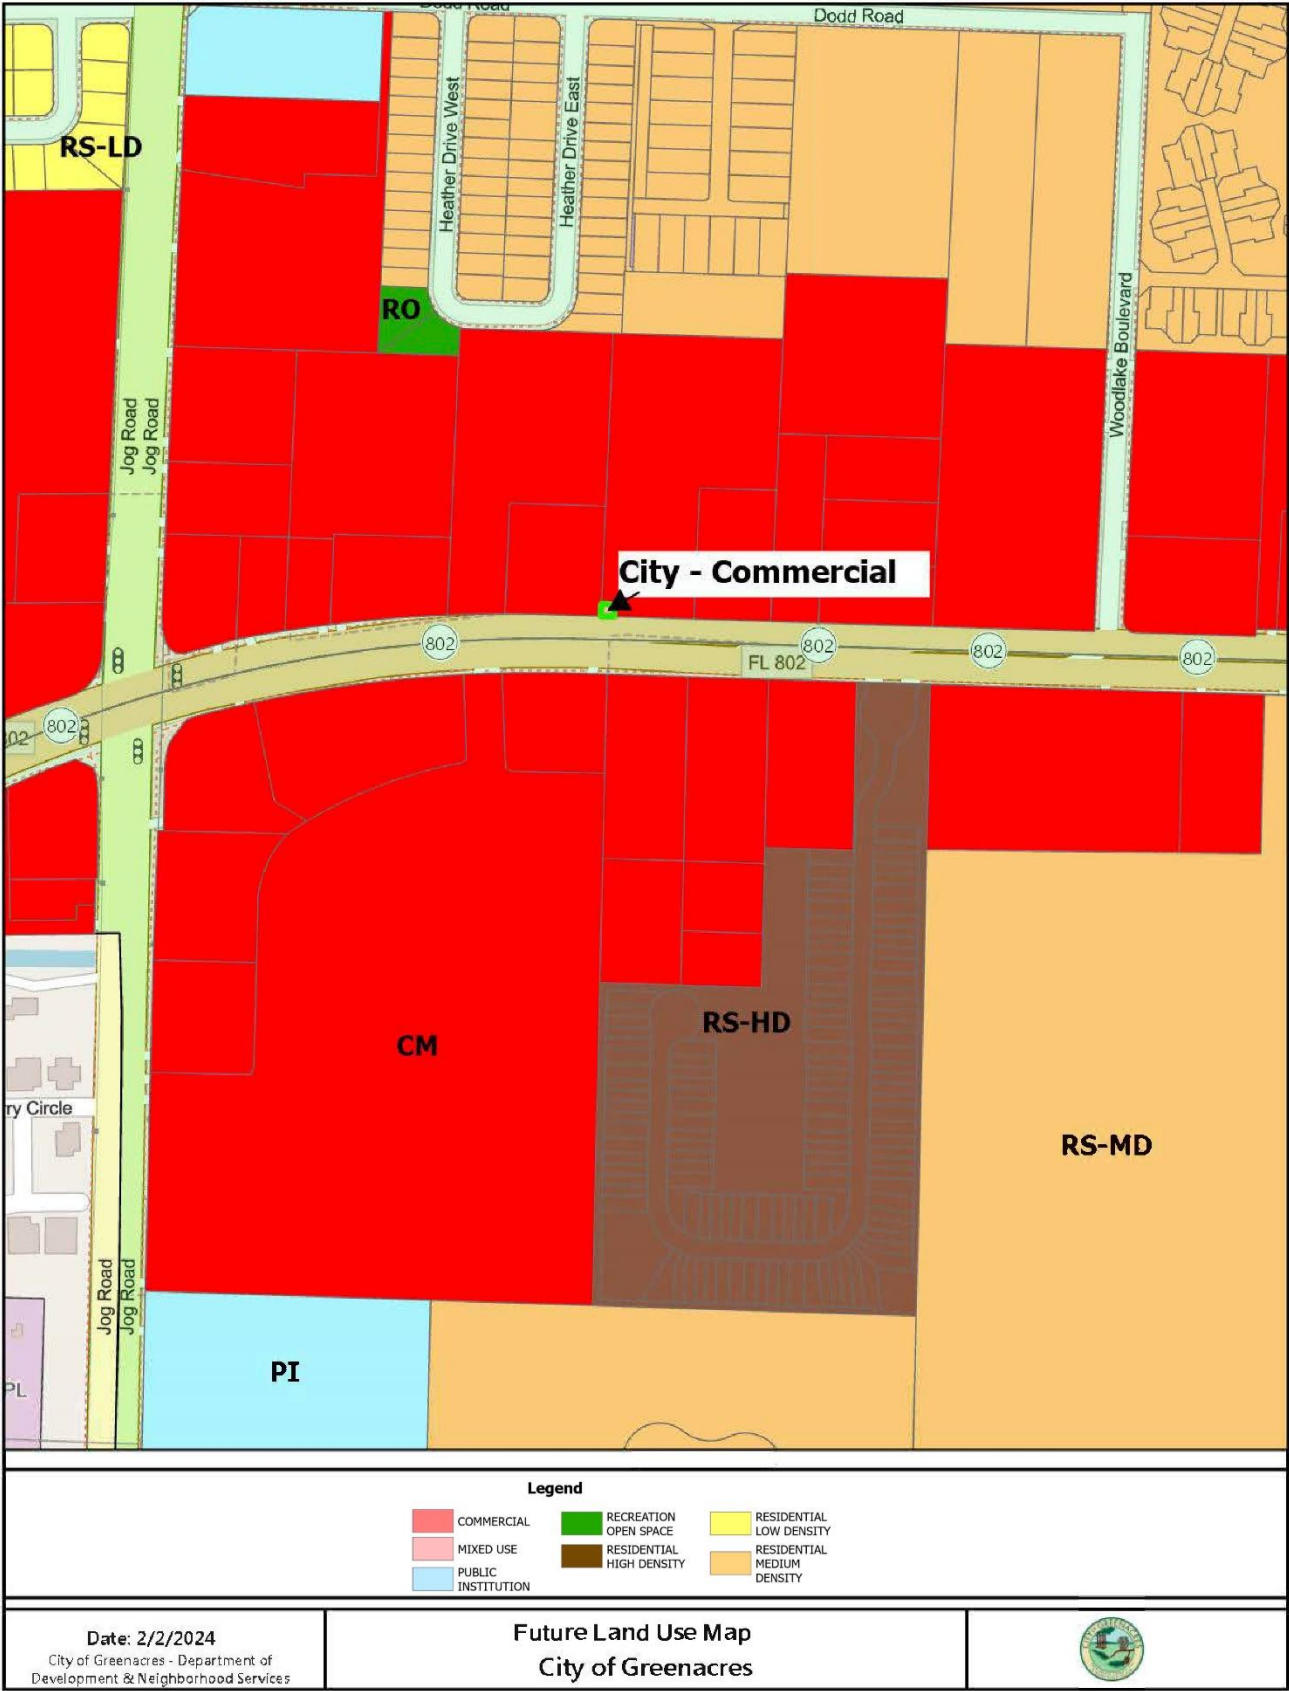 Dodd Road
Dodd Road
Heather Drive West
Heather Drive East
RS-LD
RO
Woodlake Boulevard
Jog Road
Jog Road
City - Commercial
802
802
802
802
FL 802
802
02
RS-HD
CM
ry Circle
RS-MD
Jog Road
Jog Road
PI
PL
Legend
COMMERCIAL
MIXED USE
PUBLIC
INSTITUTION
RECREATION
OPEN SPACE
RESIDENTIAL
HIGH DENSITY
RESIDENTIAL
LOW DENSITY
RESIDENTIAL
MEDIUM
DENSITY
Date: 2/2/2024
City of Greenacres - Department of
Development & Neighborhood Services
Future Land Use Map
City of Greenacres